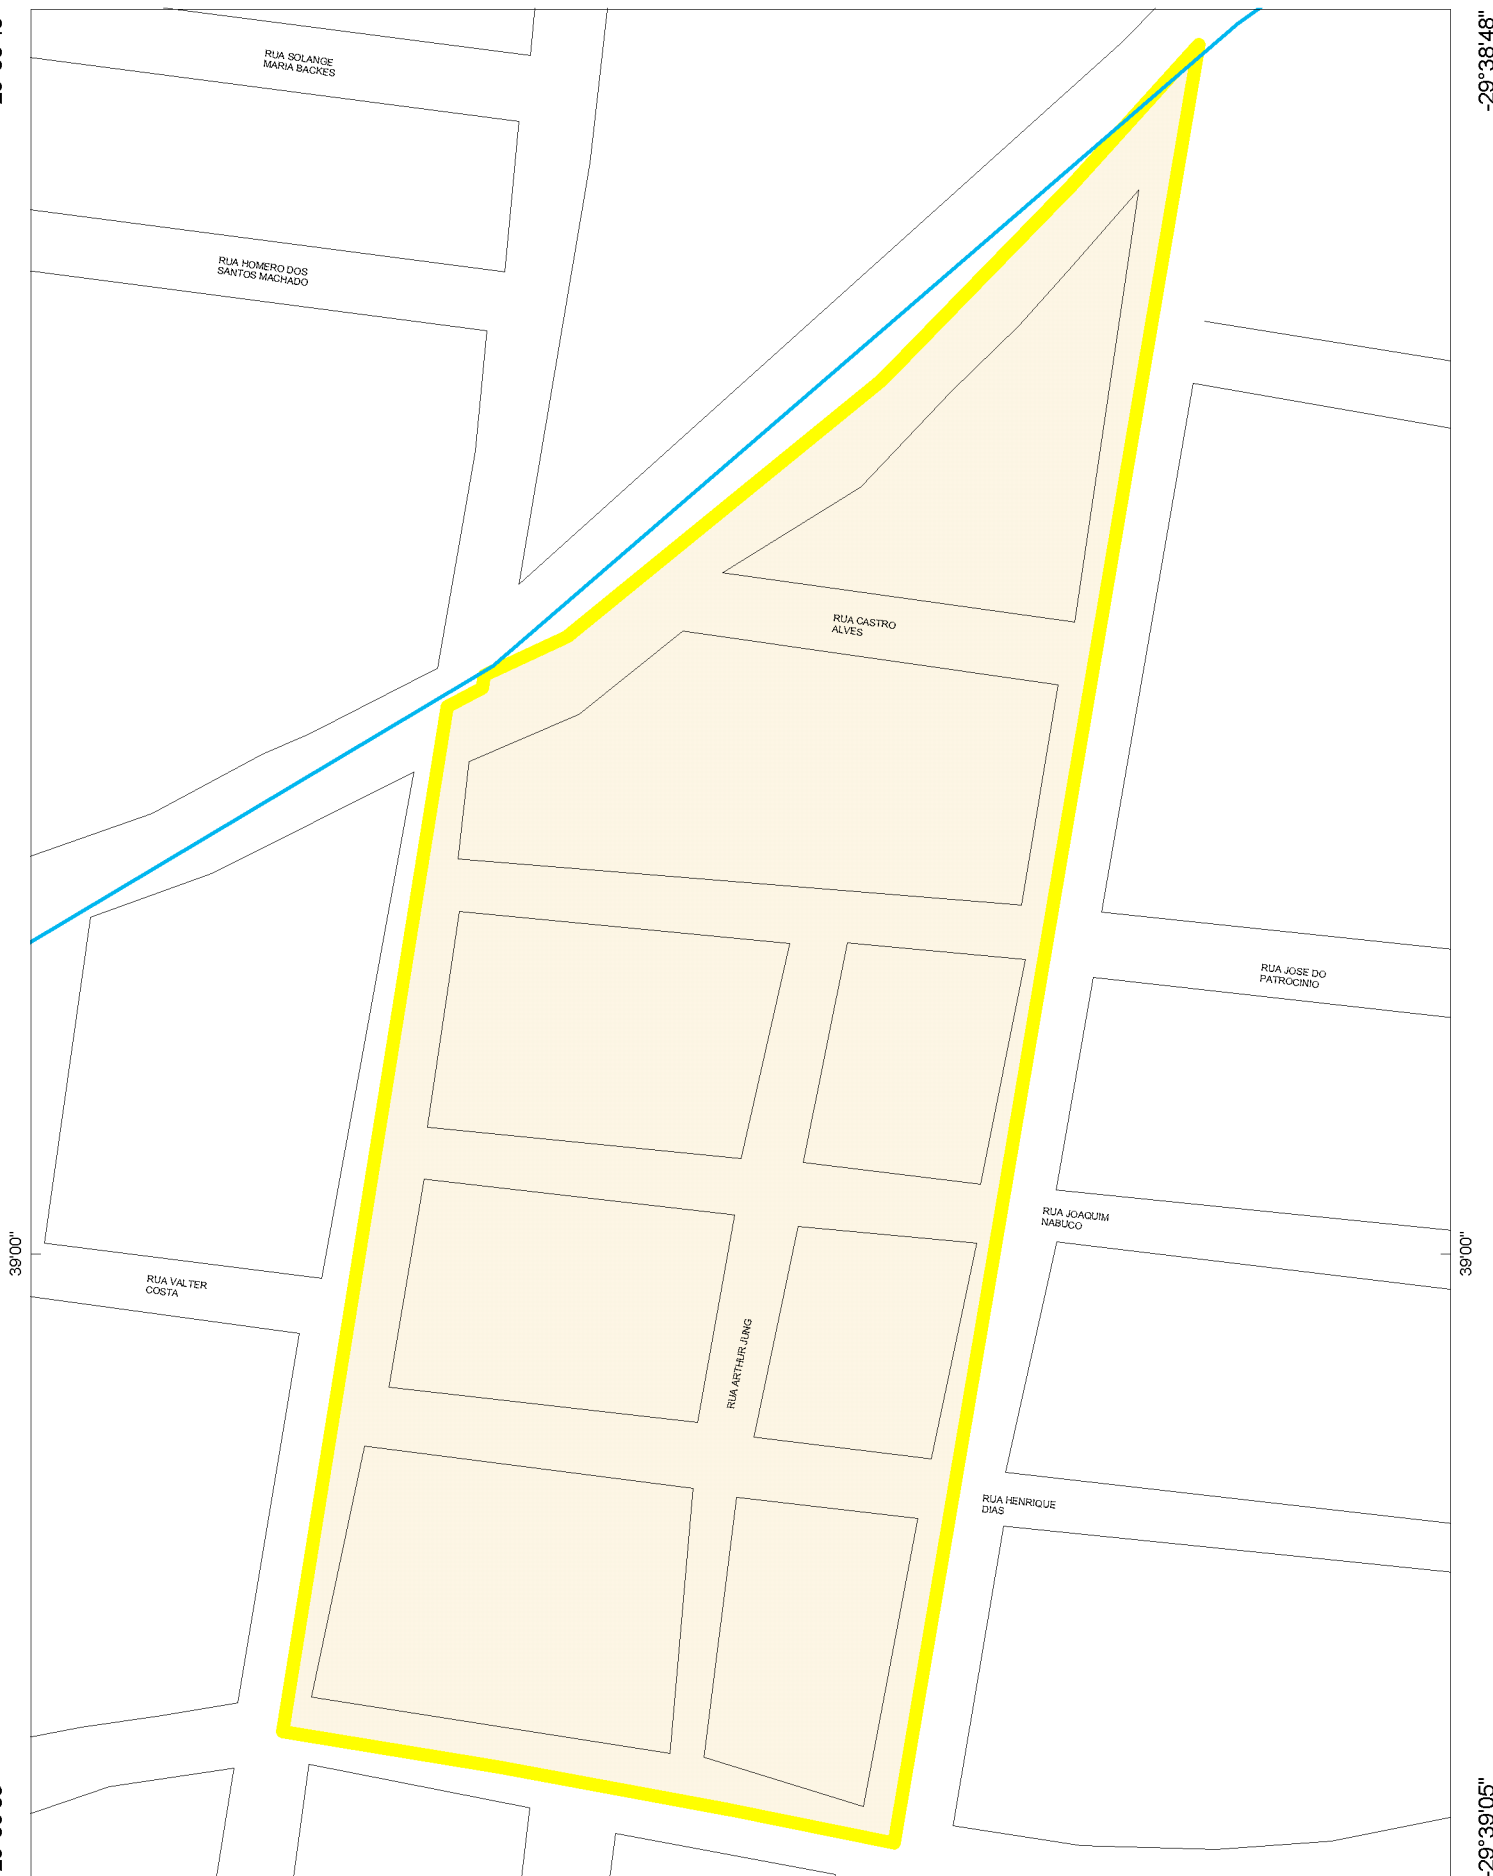 -29°38'48"
RUA SOLANGE
MARIA BACKES
RUA HOMERO DOS
SANTOS MACHADO
RUA CASTRO
ALVES
RUA JOSE DO
PATROCINIO
RUA JOAQUIM
NABUCO
39'00"
39'00"
RUA VALTER
COSTA
RUA ARTHUR JUNG
RUA HENRIQUE
DIAS
-29°39'05"